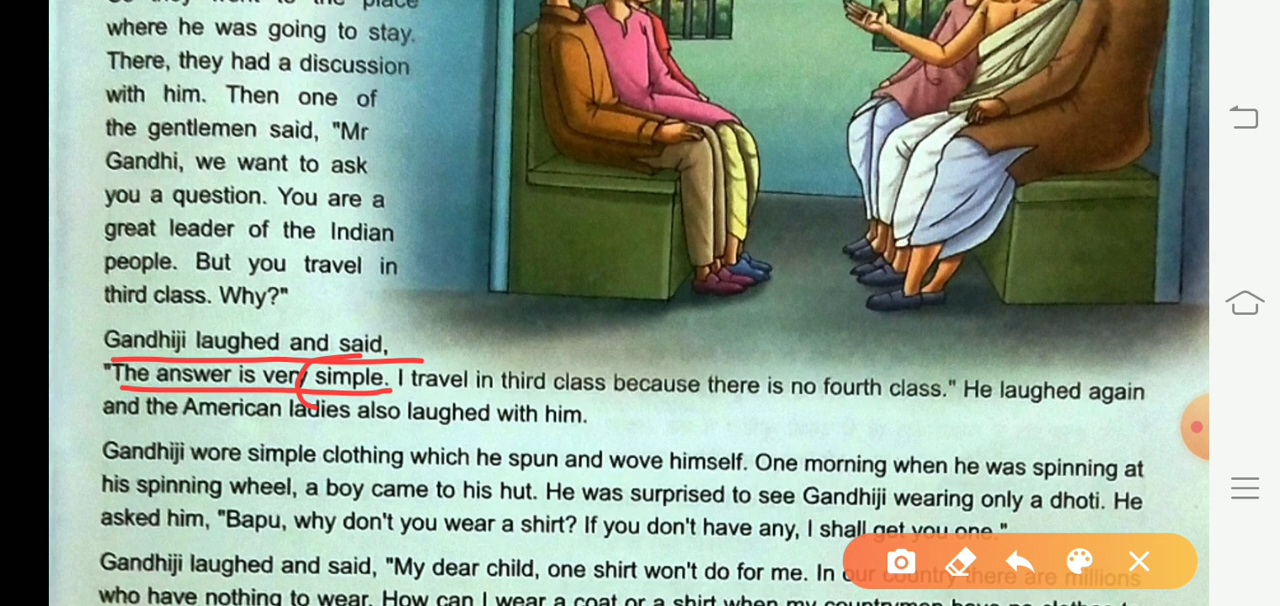 place
where he was going to stay.
There, they had a discussion
with him. Then one of
the gentlemen said, "Mr
Gandhi, we want to ask
you a question. You are a
great leader of the Indian
people. But you travel in
third class. Why?"
Gandhiji laughed and said,
"The answer is very simple. I travel in third class because there is no fourth class." He laughed again
and the American ladies also laughed with him.
Gandhiji wore simple clothing which he spun and wove himself. One morning when he was spinning at
his spinning wheel, a boy came to his hut. He was surprised to see Gandhiji wearing only a dhoti. He
asked him, "Bapu, why don't you wear a shirt? If you don't have any, I shall get you one."
Gandhiji laughed and said, "My dear child, one shirt won't do for me. In our country there are millions
who have nothing to wear. How can I wear a coat or a shirt when my countrymen have no clothes